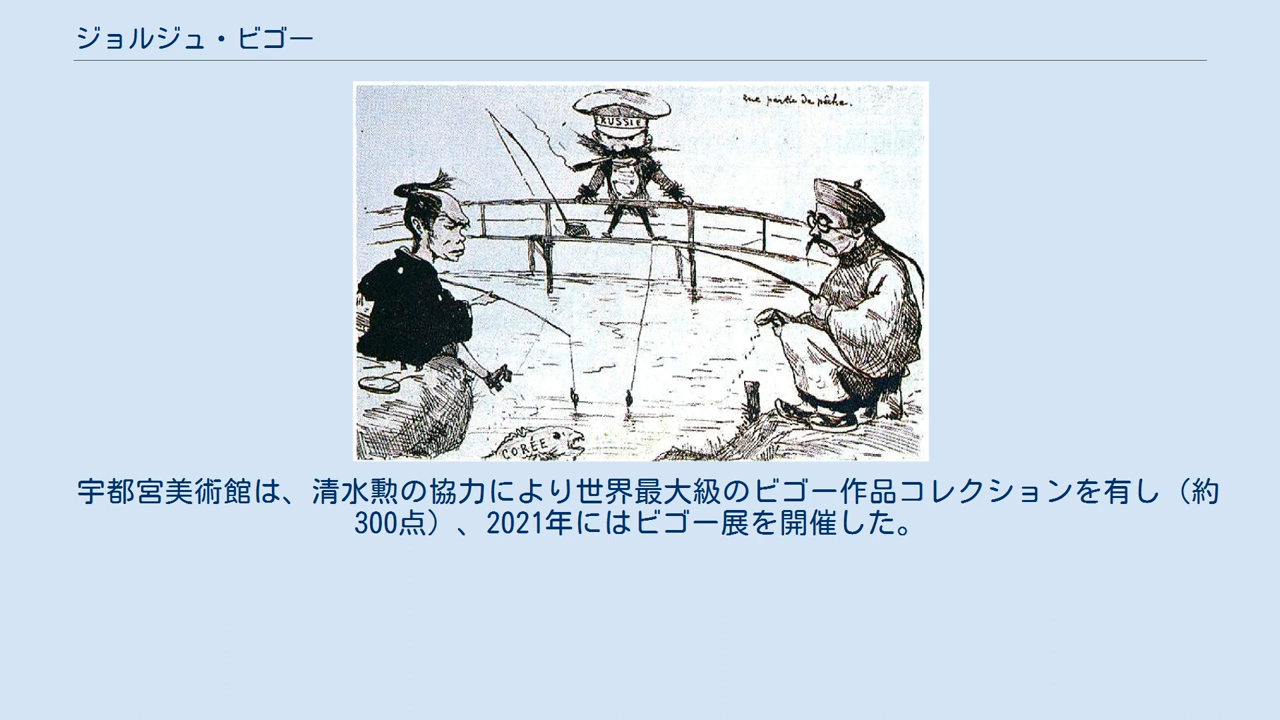 ジョルジュ・ビゴー
Une partie de pêche.
RUSSIE
CORÉE
宇都宮美術館は、清水勲の協力により世界最大級のビゴー作品コレクションを有し（約
300点）、2021年にはビゴー展を開催した。